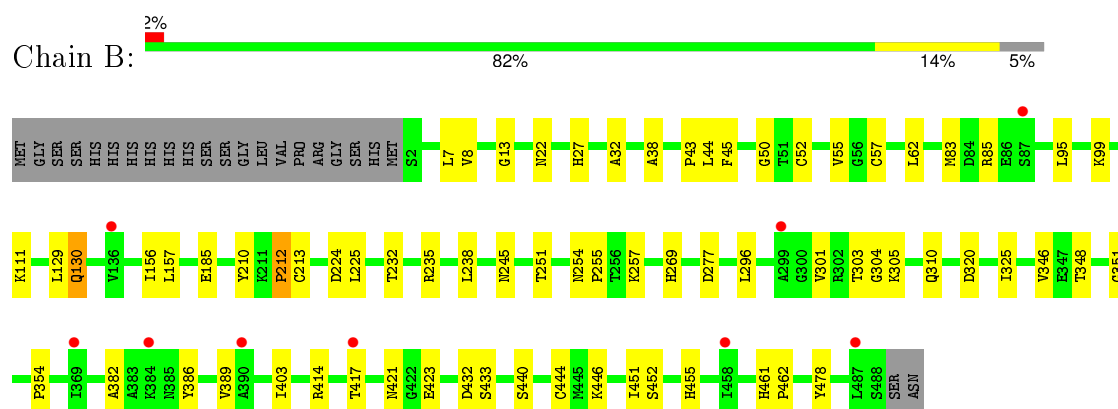 2%
Chain B:
82% 14% 5%
MET GLY SER SER HIS HIS HIS HIS HIS HIS SER SER GLY LEU VAL PRO ARG GLY SER HIS MET S2 L7 V8 G13 N22 H27 A32 A38 P43 L44 F45 G50 T51 C52 V55 G56 C57 L62 M83 D84 R85 E86 S87 L95 K99
K111 L129 Q130 V136 I156 L157 E185 Y210 K211 P212 C213 D224 L225 T232 R235 L238 N245 T251 N254 P255 T256 K257 H269 D277 L296 A299 G300 V301 R302 T303 G304 K305 Q310 D320 I325 V346 E347 T348
P354 I369 A382 A383 K384 N385 Y386 V389 A390 I403 R414 T417 N421 G422 E423 D432 S433 S440 C444 M445 K446 I451 S452 H455 I458 H461 P462 Y478 L487 S488 SER ASN